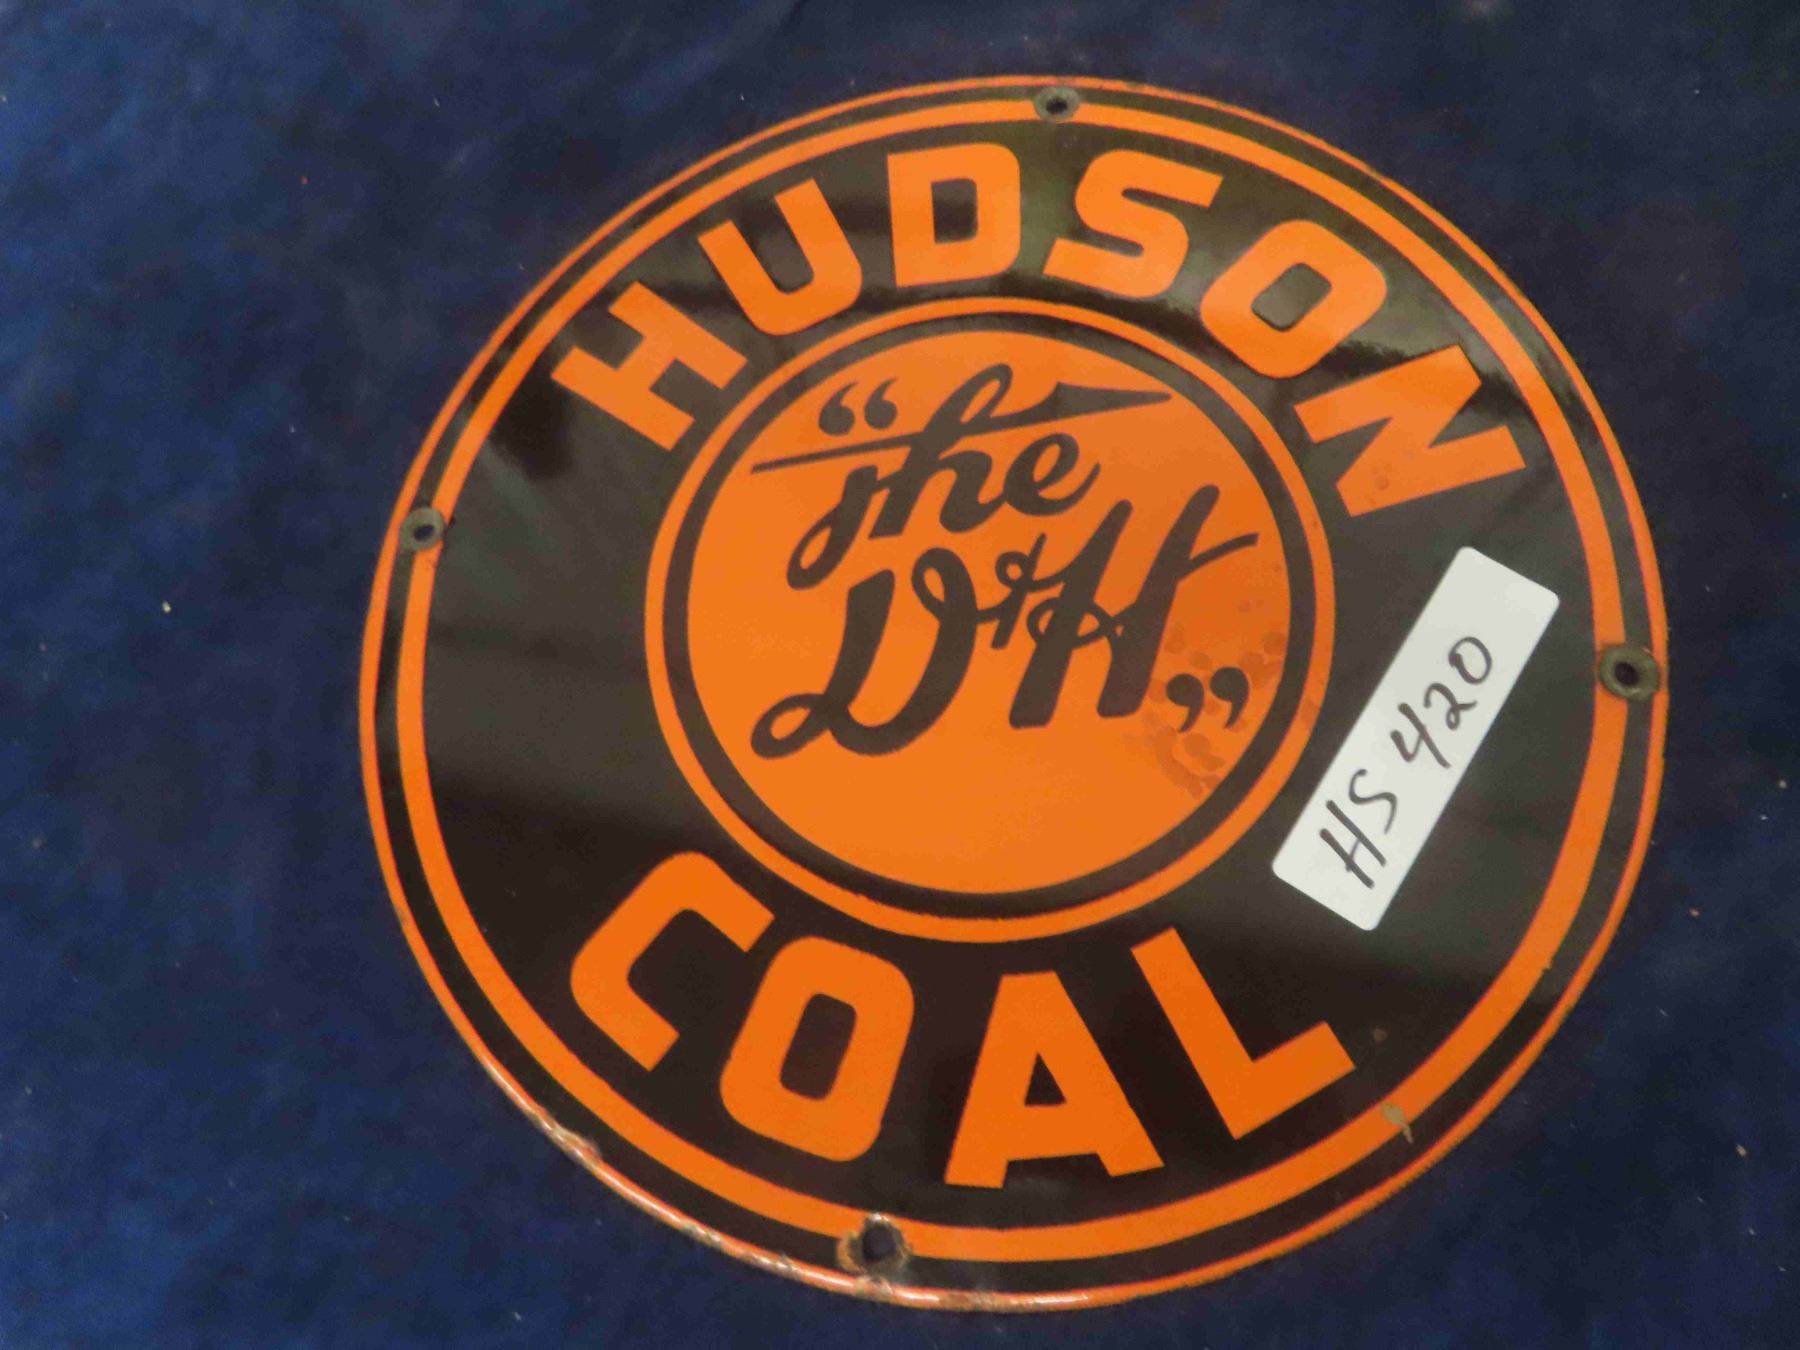 HUDSON
“The
D&H”
COAL
HS 420